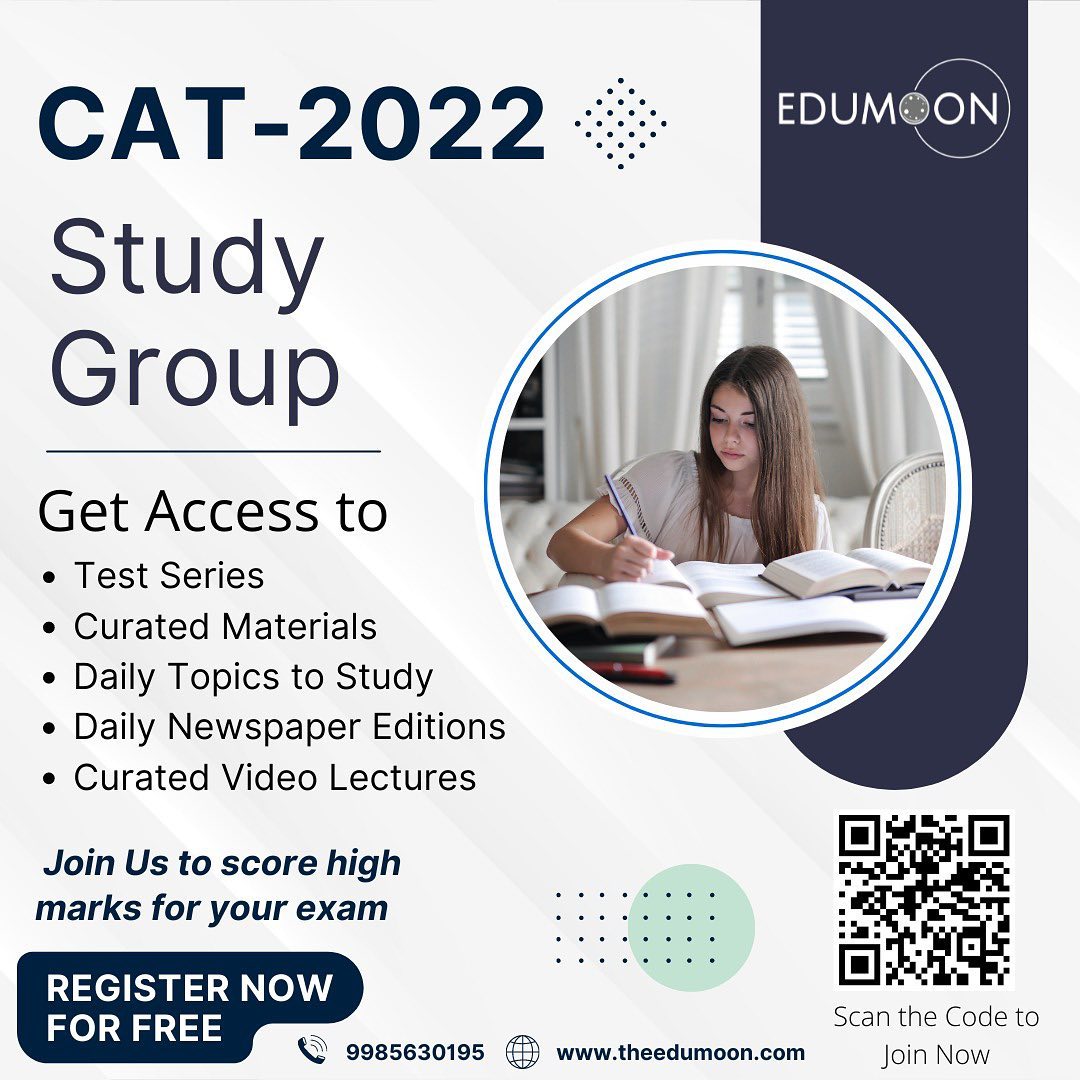 CAT-2022
EDUMOON
Study
Group
Get Access to
• Test Series
• Curated Materials
• Daily Topics to Study
• Daily Newspaper Editions
• Curated Video Lectures
Join Us to score high
marks for your exam
REGISTER NOW
FOR FREE
9985630195
www.theedumoon.com
Scan the Code to
Join Now